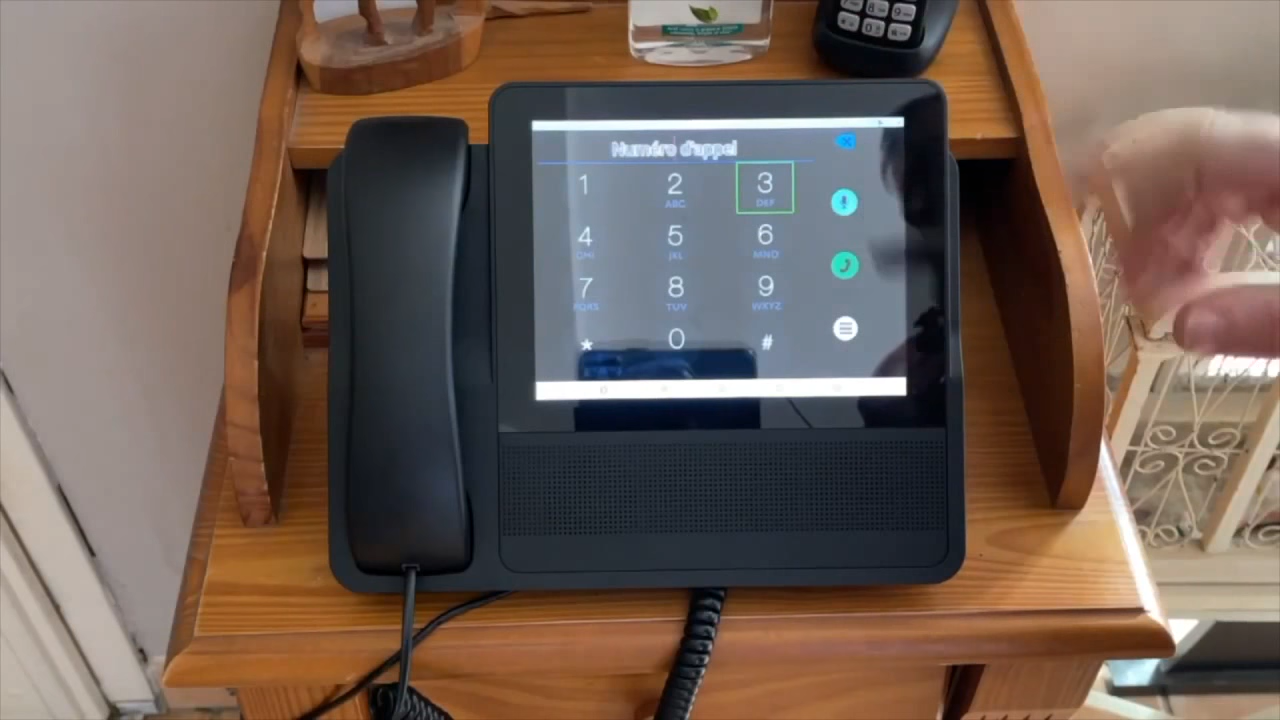 Numéro d'appel
1 2 3
ABC DEF
4 5 6
GHI JKL MNO
7 8 9
PQRS TUV WXYZ
* 0 #